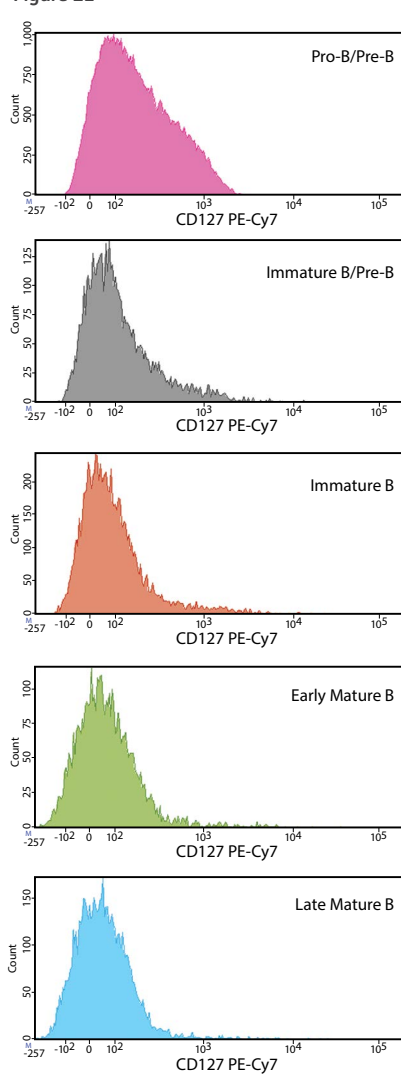 Figure
1,000
750
500
250
0
Count
Pro-B/Pre-B
M
-257 -10² 0 10² 10³ 10⁴ 10⁵
CD127 PE-Cy7
125
100
75
50
25
0
Count
Immature B/Pre-B
M
-257 -10² 0 10² 10³ 10⁴ 10⁵
CD127 PE-Cy7
200
150
100
50
0
Count
Immature B
M
-257 -10² 0 10² 10³ 10⁴ 10⁵
CD127 PE-Cy7
100
75
50
25
0
Count
Early Mature B
M
-257 -10² 0 10² 10³ 10⁴ 10⁵
CD127 PE-Cy7
150
100
50
0
Count
Late Mature B
M
-257 -10² 0 10² 10³ 10⁴ 10⁵
CD127 PE-Cy7